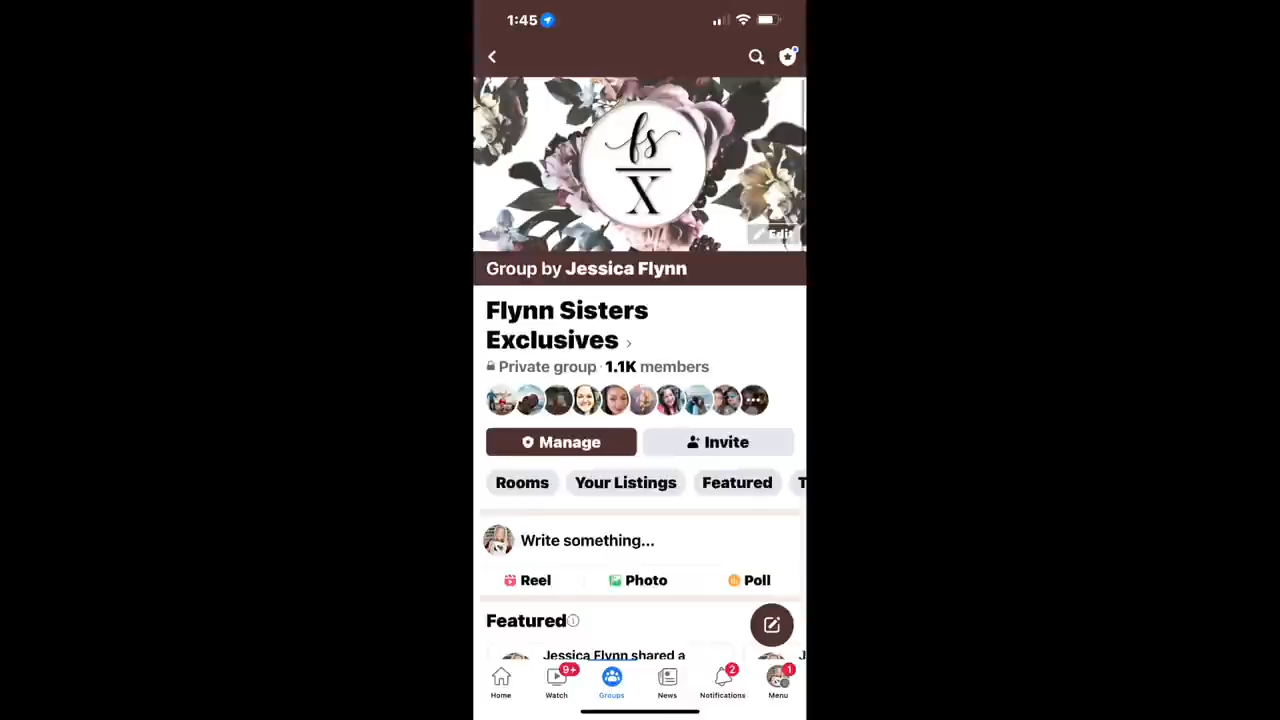 1:45
fs
X
Edit
Group by Jessica Flynn
Flynn Sisters
Exclusives
Private group · 1.1K members
Manage
Invite
Rooms
Your Listings
Featured
T
Write something...
Reel
Photo
Poll
Featured
Jessica Flynn shared a
9+
2
1
Home
Watch
Groups
News
Notifications
Menu